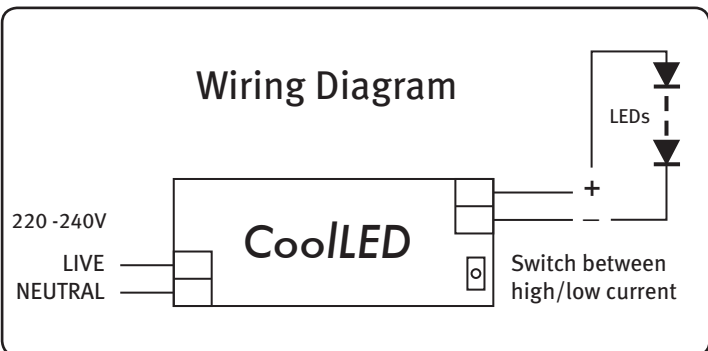 Wiring Diagram
LEDs
+
–
220 -240V
LIVE
NEUTRAL
CoolLED
Switch between
high/low current